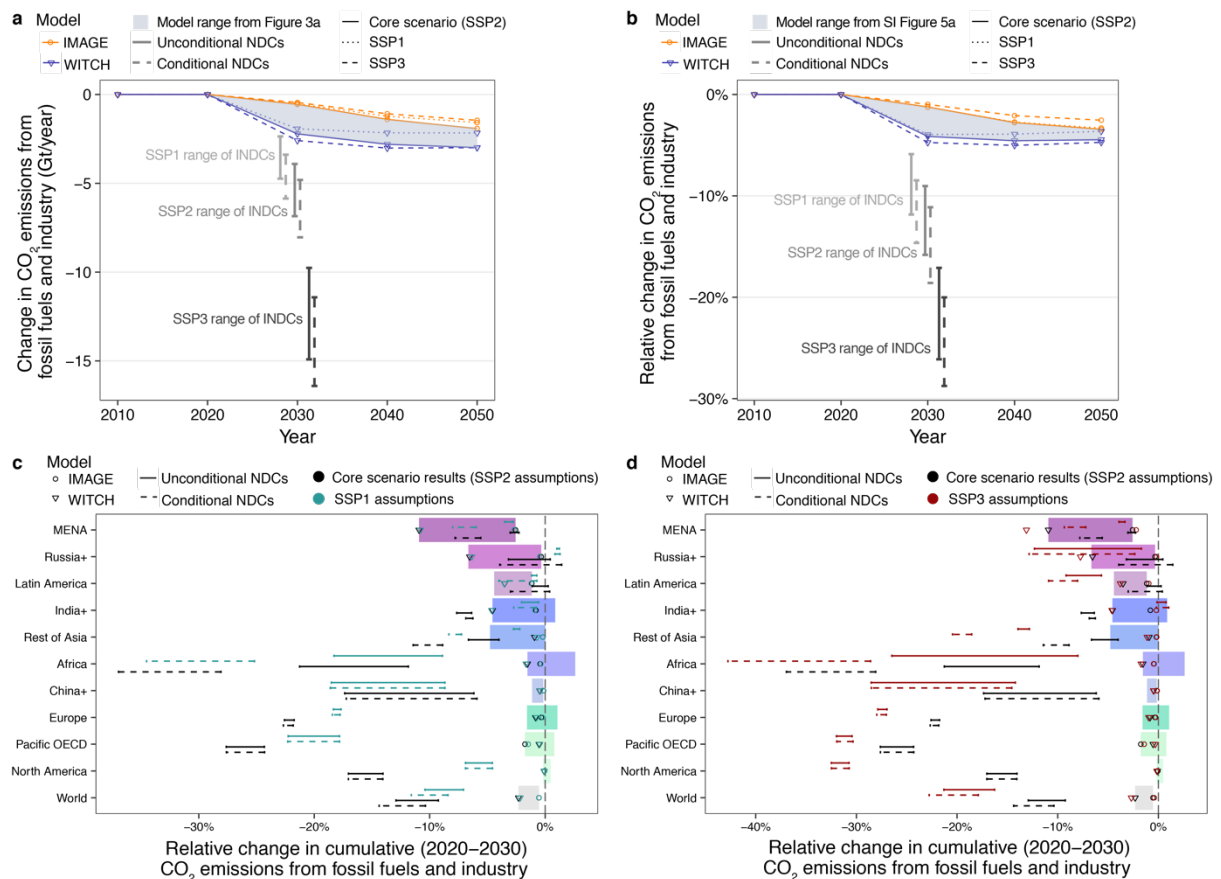 a Model
Model range from Figure 3a
Core scenario (SSP2)
IMAGE
Unconditional NDCs
SSP1
WITCH
Conditional NDCs
SSP3
Change in CO2 emissions from
fossil fuels and industry (Gt/year)
0
−5
−10
−15
SSP1 range of INDCs
SSP2 range of INDCs
SSP3 range of INDCs
2010 2020 2030 2040 2050
Year
b Model
Model range from SI Figure 5a
Core scenario (SSP2)
IMAGE
Unconditional NDCs
SSP1
WITCH
Conditional NDCs
SSP3
Relative change in CO2 emissions
from fossil fuels and industry
0%
−10%
−20%
−30%
SSP1 range of INDCs
SSP2 range of INDCs
SSP3 range of INDCs
2010 2020 2030 2040 2050
Year
c Model
IMAGE
Unconditional NDCs
Core scenario results (SSP2 assumptions)
WITCH
Conditional NDCs
SSP1 assumptions
MENA
Russia+
Latin America
India+
Rest of Asia
Africa
China+
Europe
Pacific OECD
North America
World
−30% −20% −10% 0%
Relative change in cumulative (2020−2030)
CO2 emissions from fossil fuels and industry
d Model
IMAGE
Unconditional NDCs
Core scenario results (SSP2 assumptions)
WITCH
Conditional NDCs
SSP3 assumptions
MENA
Russia+
Latin America
India+
Rest of Asia
Africa
China+
Europe
Pacific OECD
North America
World
−40% −30% −20% −10% 0%
Relative change in cumulative (2020−2030)
CO2 emissions from fossil fuels and industry